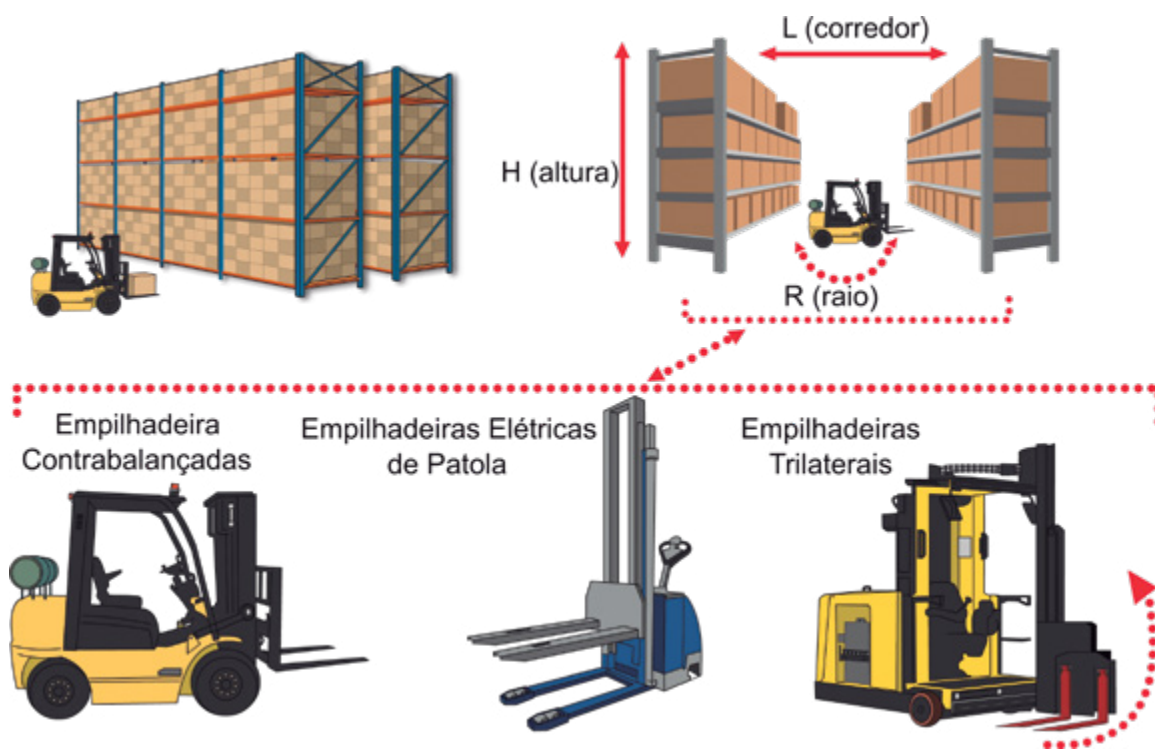 L (corredor)
H (altura)
R (raio)
Empilhadeira
Contrabalançadas
Empilhadeiras Elétricas
de Patola
Empilhadeiras
Trilaterais